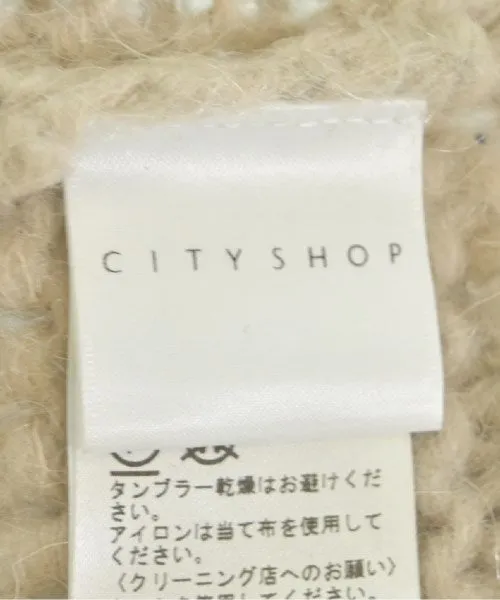 CITYSHOP
タンブラー乾燥はお避けくだ
さい。
アイロンは当て布を使用して
ください。
〈クリーニング店へのお願い〉